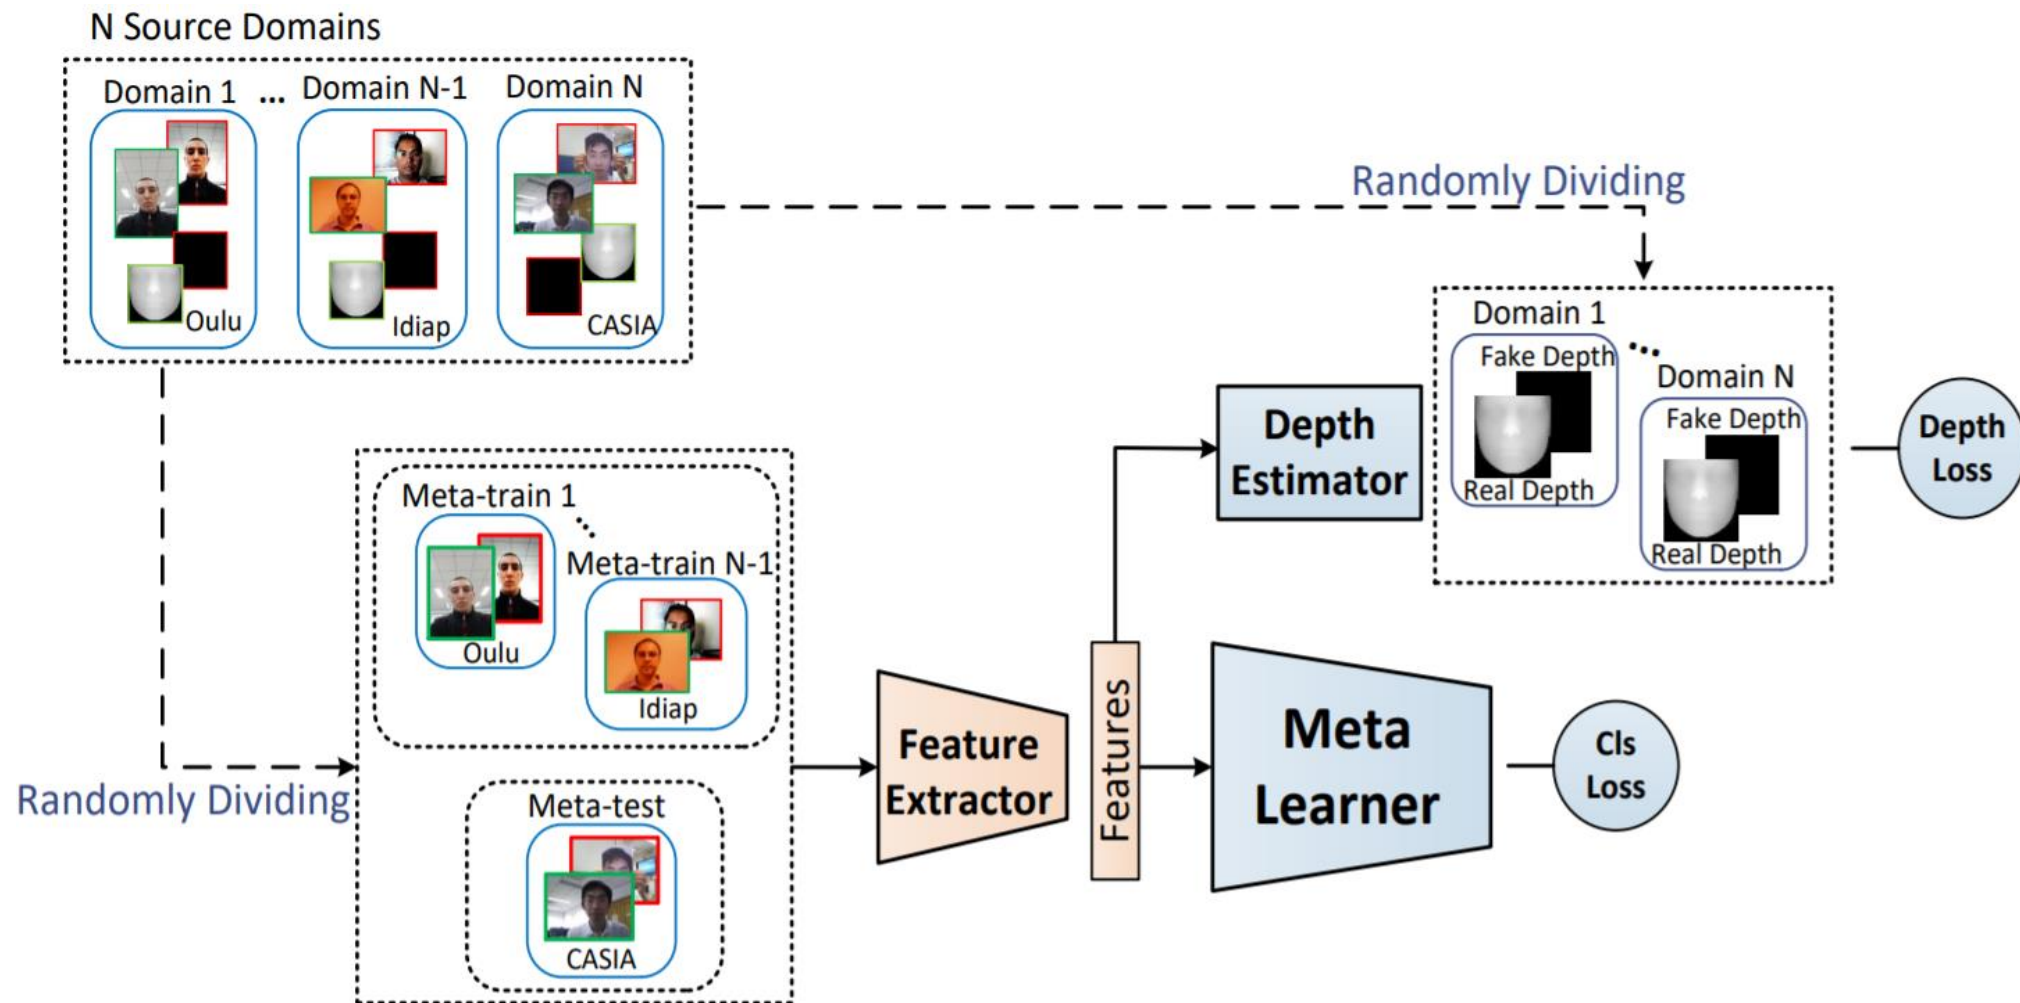 N Source Domains
Domain 1 ... Domain N-1 Domain N
Oulu
Idiap
CASIA
Randomly Dividing
Domain 1
Fake Depth
Real Depth
...
Domain N
Fake Depth
Real Depth
Depth
Estimator
Depth
Loss
Meta-train 1
...
Meta-train N-1
Oulu
Idiap
Randomly Dividing
Meta-test
CASIA
Feature
Extractor
Features
Meta
Learner
Cls
Loss